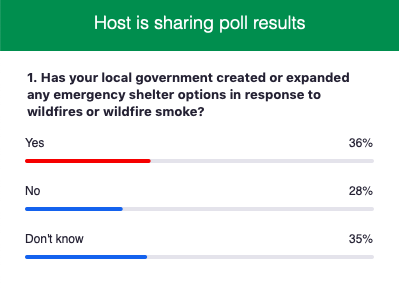 Host is sharing poll results
1. Has your local government created or expanded
any emergency shelter options in response to
wildfires or wildfire smoke?
Yes 36%
No 28%
Don't know 35%